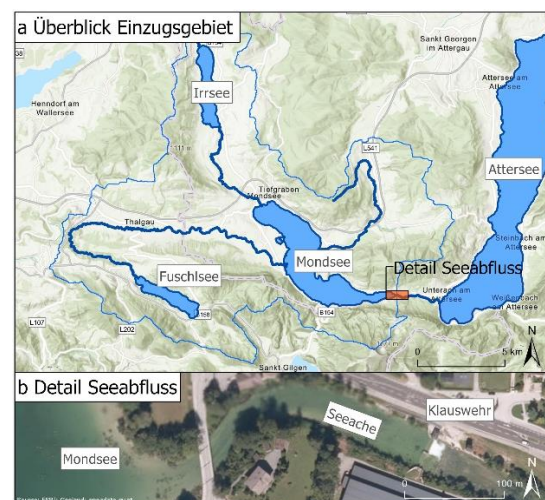 a Überblick Einzugsgebiet
Sankt Georgen
im Attergau
Irrsee
Attersee am
Attersee
Henndorf am
Wallersee
L541
Attersee
Tiefgraben
Mondsee
Thalgau
Mondsee
Steinbach am
Attersee
Detail Seeabfluss
Fuschlsee
Unterach am
Attersee
Weißenbach
am Attersee
B154
L107
L202
Sankt Gilgen
N
0
5 km
b Detail Seeabfluss
Klauswehr
Seeache
N
Mondsee
0
100 m